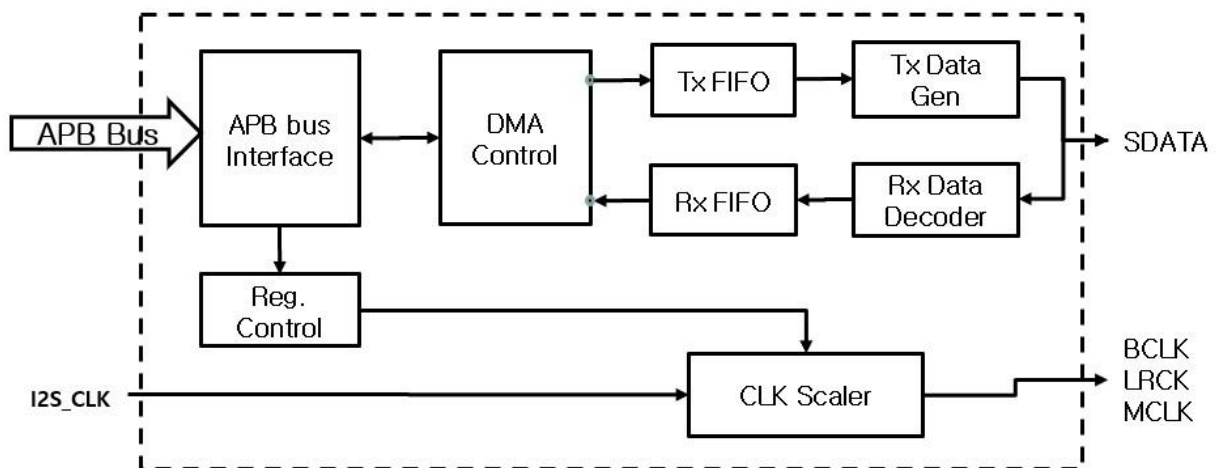 APB Bus
APB bus
Interface
DMA
Control
Tx FIFO
Tx Data
Gen
SDATA
Rx FIFO
Rx Data
Decoder
Reg.
Control
I2S_CLK
CLK Scaler
BCLK
LRCK
MCLK